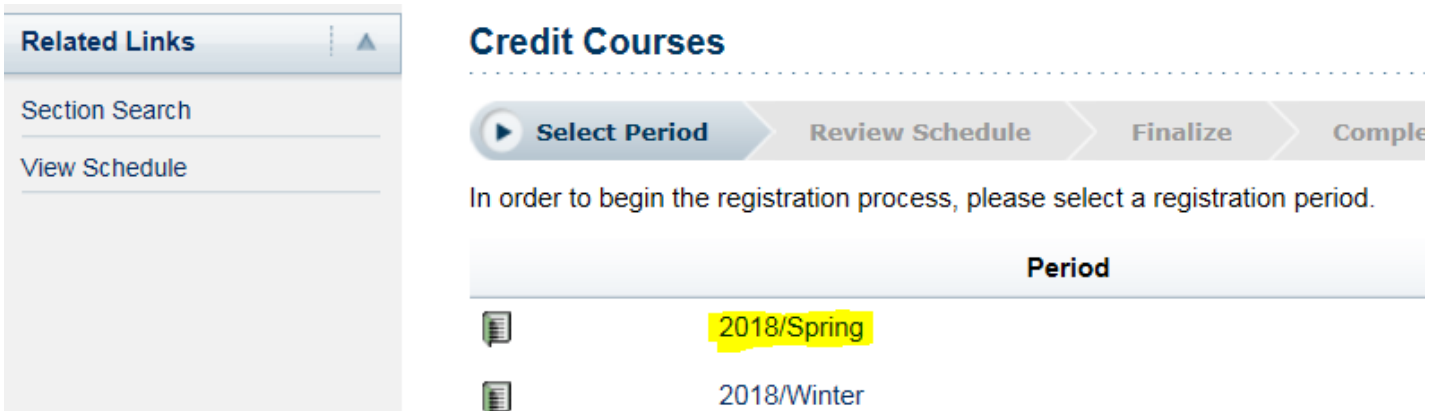 Related Links
Section Search
View Schedule
Credit Courses
Select Period Review Schedule Finalize
In order to begin the registration process, please select a registration period.
Period
2018/Spring
2018/Winter